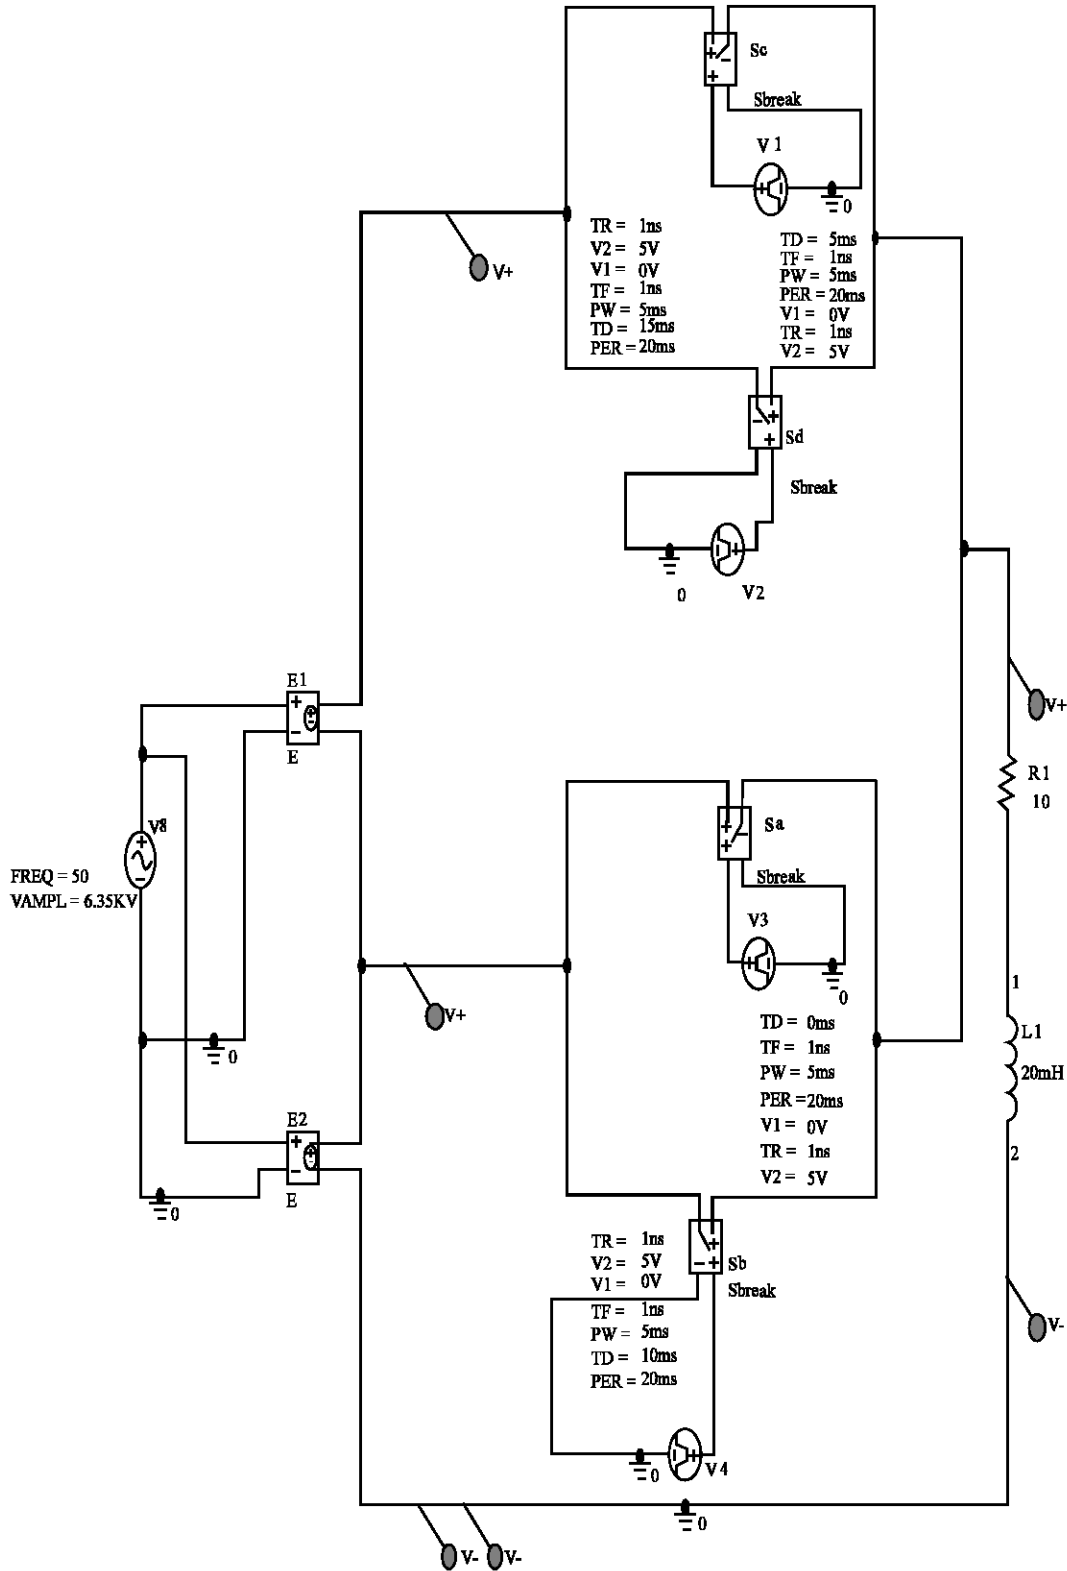 Sc
Sbreak
V 1
0
TR = 1ns
V2 = 5V
V1 = 0V
TF = 1ns
PW = 5ms
TD = 15ms
PER = 20ms
TD = 5ms
TF = 1ns
PW = 5ms
PER = 20ms
V1 = 0V
TR = 1ns
V2 = 5V
V+
Sd
Sbreak
0
V2
E1
E
V+
R1
10
V8
FREQ = 50
VAMPL = 6.35KV
Sa
Sbreak
V3
0
V+
1
L1
20mH
2
0
TD = 0ms
TF = 1ns
PW = 5ms
PER = 20ms
V1 = 0V
TR = 1ns
V2 = 5V
E2
E
0
TR = 1ns
V2 = 5V
V1 = 0V
TF = 1ns
PW = 5ms
TD = 10ms
PER = 20ms
Sb
Sbreak
V-
0
V4
0
V-
V-